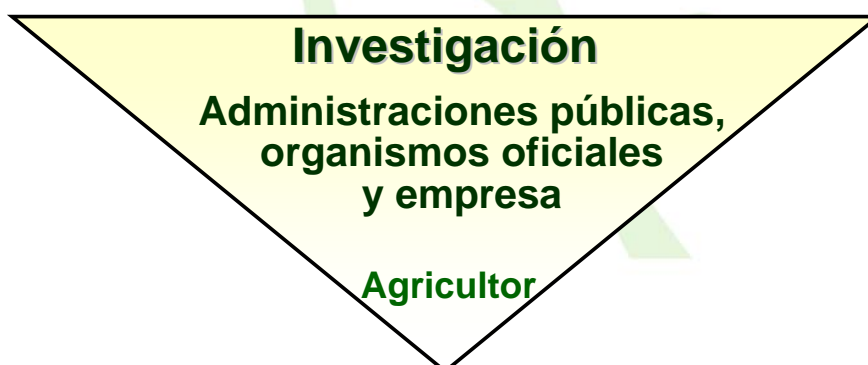 Investigación
Administraciones públicas,
organismos oficiales
y empresa
Agricultor